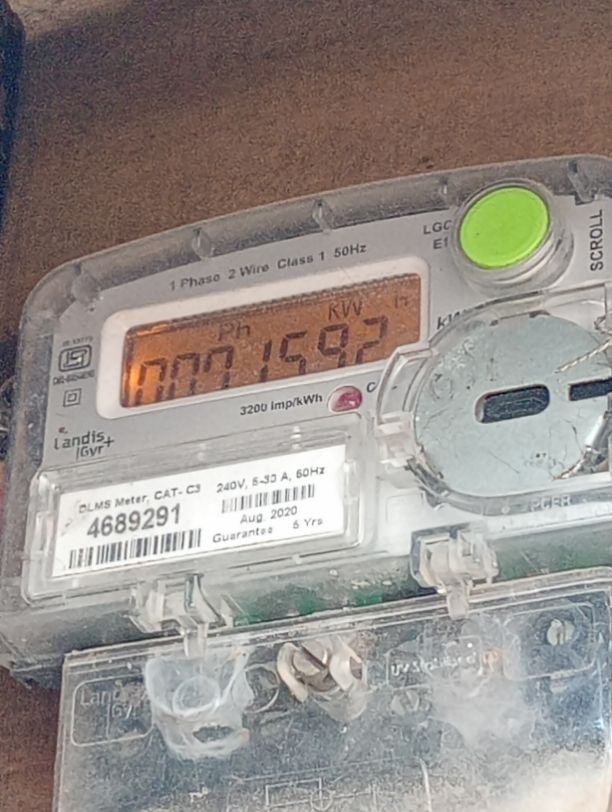 1 Phase 2 Wire Class 1 50Hz
SCROLL
Ph KW h
0001592
3200 imp/kWh
Landis+
Gyr
DLMS Meter, CAT- C3 240V, 5-30 A, 50Hz
4689291
Aug 2020
Guarantee 5 Yrs